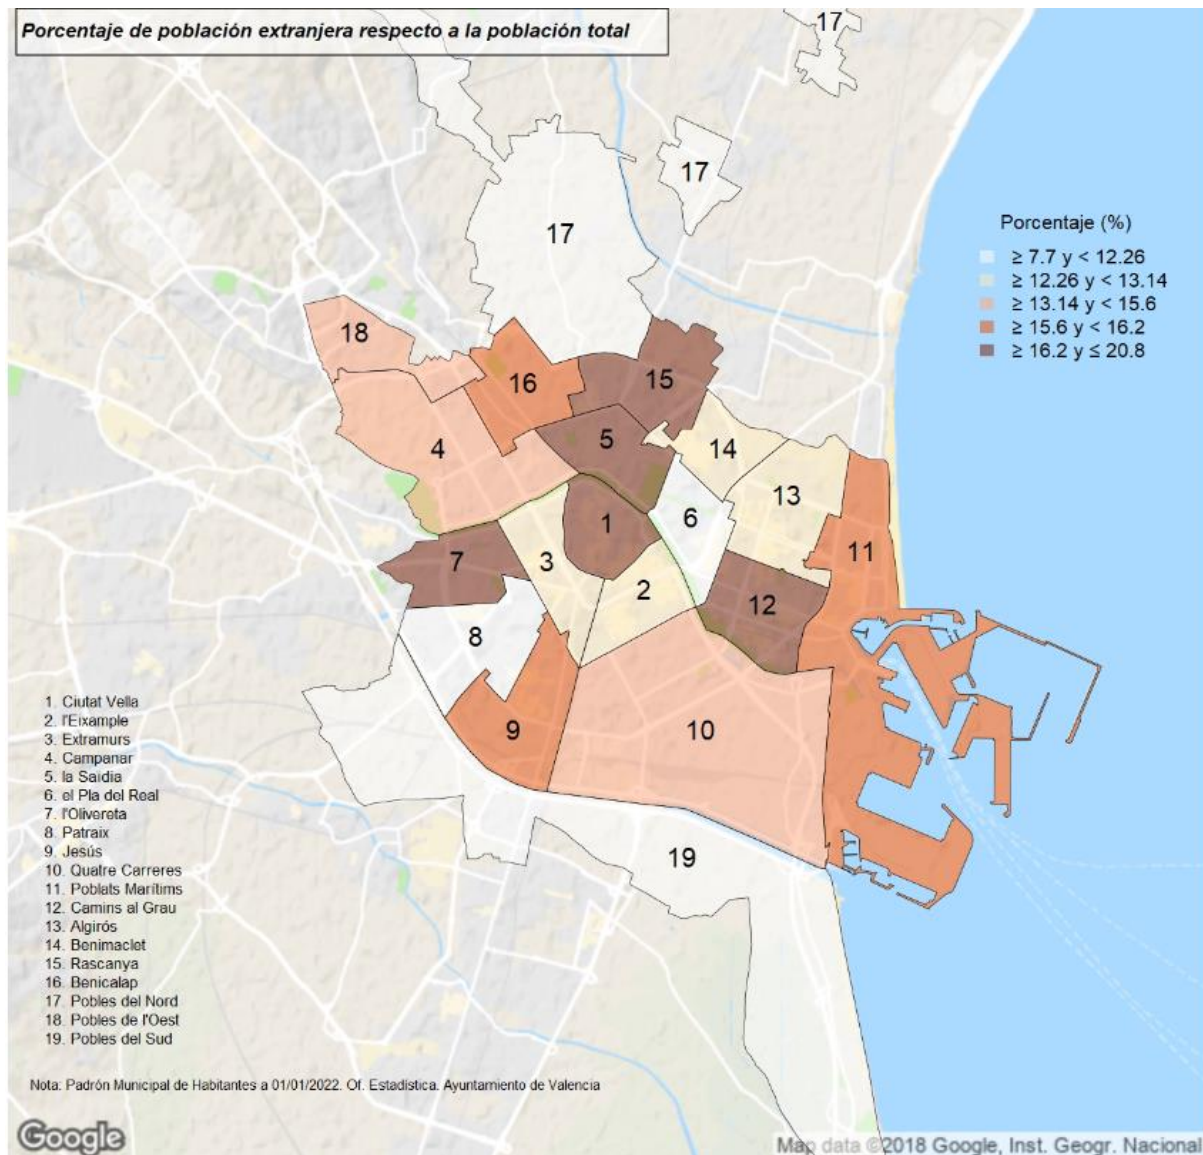 Porcentaje de población extranjera respecto a la población total
17
17
17
Porcentaje (%)
≥ 7.7 y < 12.26
≥ 12.26 y < 13.14
≥ 13.14 y < 15.6
≥ 15.6 y < 16.2
≥ 16.2 y ≤ 20.8
18
16
15
5
4
14
13
6
1
11
3
7
2
12
8
9
10
19
1. Ciutat Vella
2. l'Eixample
3. Extramurs
4. Campanar
5. la Saïdia
6. el Pla del Real
7. l'Olivereta
8. Patraix
9. Jesús
10. Quatre Carreres
11. Poblats Marítims
12. Camins al Grau
13. Algirós
14. Benimaclet
15. Rascanya
16. Benicalap
17. Pobles del Nord
18. Pobles de l'Oest
19. Pobles del Sud
Nota: Padrón Municipal de Habitantes a 01/01/2022. Of. Estadística. Ayuntamiento de Valencia
Google
Map data ©2018 Google, Inst. Geogr. Nacional